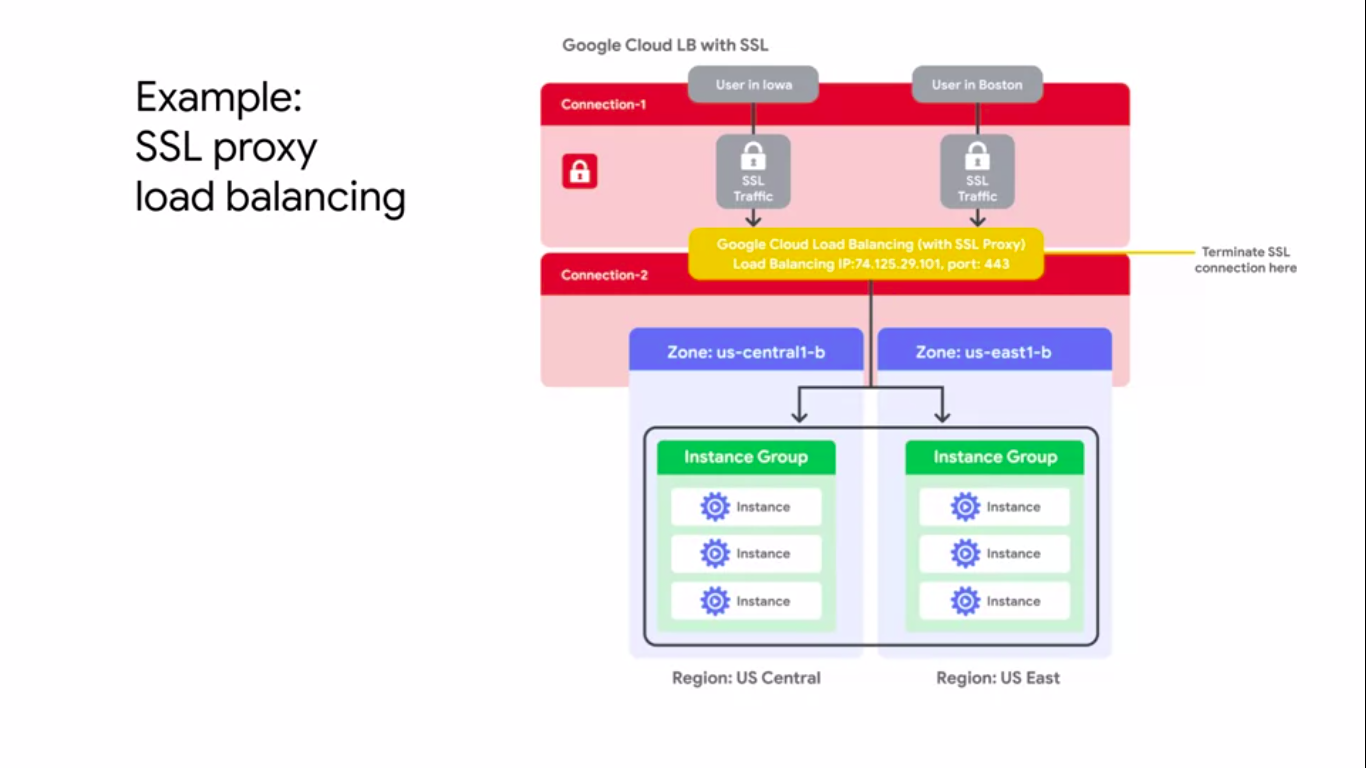 Example:
SSL proxy
load balancing
Google Cloud LB with SSL
User in Iowa
User in Boston
Connection-1
SSL
Traffic
SSL
Traffic
Google Cloud Load Balancing (with SSL Proxy)
Load Balancing IP:74.125.29.101, port: 443
Terminate SSL
connection here
Connection-2
Zone: us-central1-b
Zone: us-east1-b
Instance Group
Instance
Instance
Instance
Instance Group
Instance
Instance
Instance
Region: US Central
Region: US East